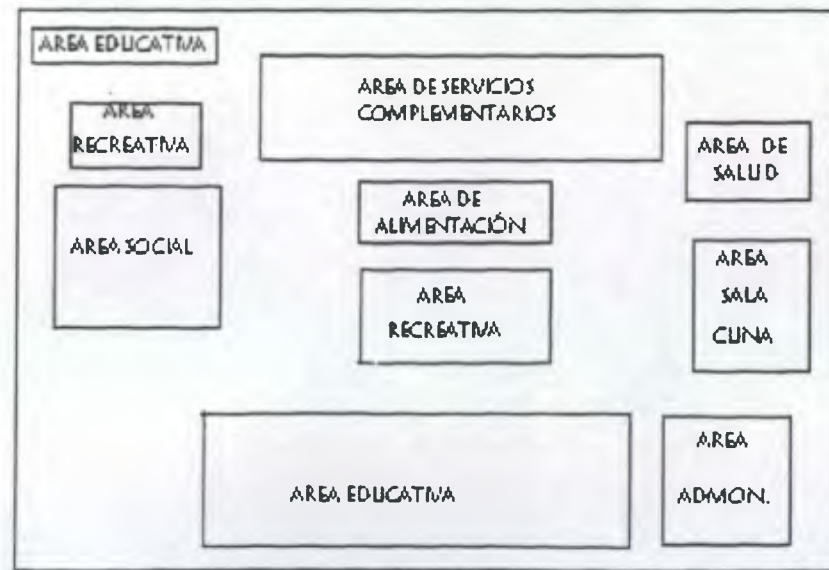 AREA EDUCATIVA
AREA DE SERVICIOS
COMPLEMENTARIOS
AREA
RECREATIVA
AREA DE
SALUD
AREA DE
ALIMENTACIÓN
AREA SOCIAL
AREA
SALA
CUNA
AREA
RECREATIVA
AREA EDUCATIVA
AREA
ADMON.